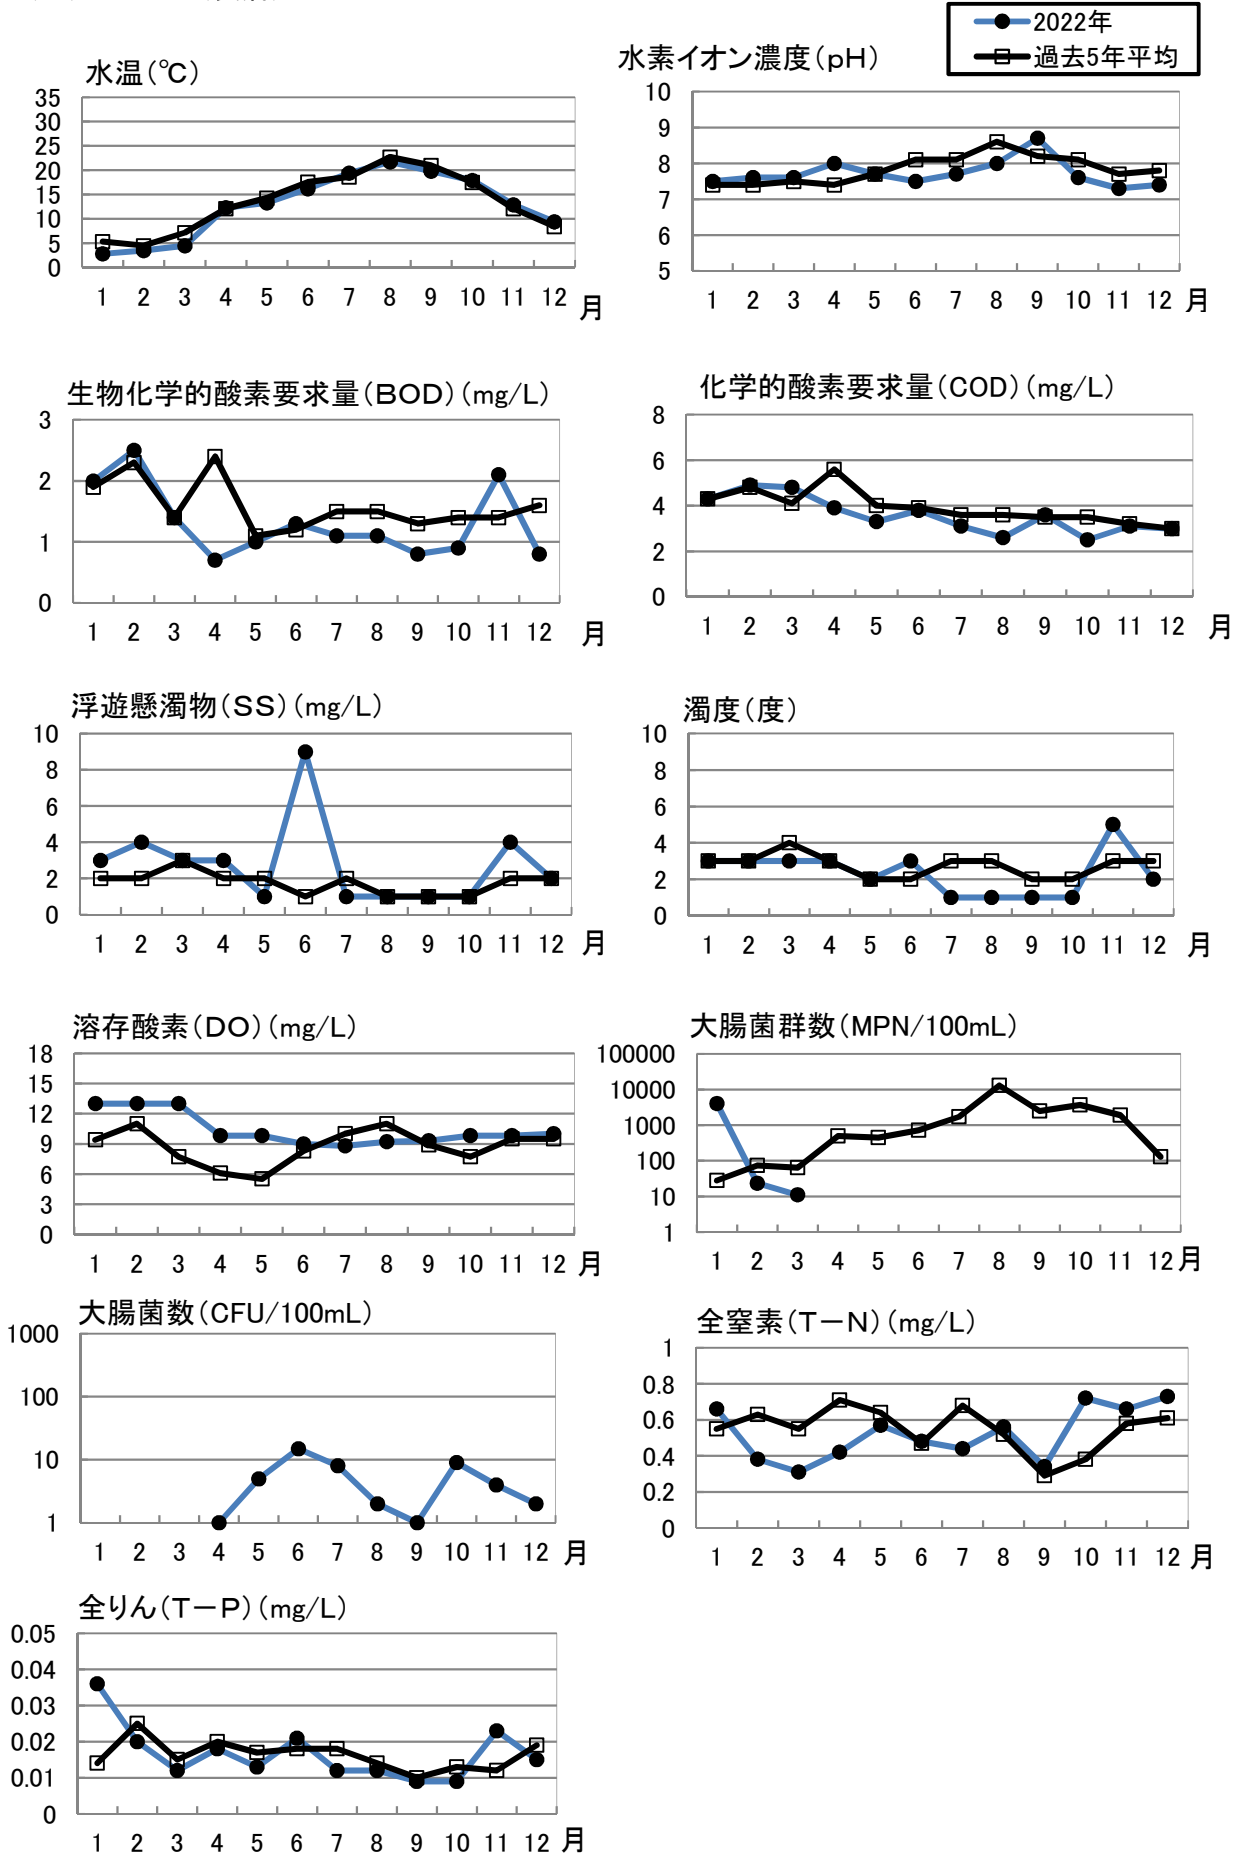 2022年
過去5年平均
水温(℃)
35
30
25
20
15
10
5
0
1 2 3 4 5 6 7 8 9 10 11 12 月
水素イオン濃度(pH)
10
9
8
7
6
5
1 2 3 4 5 6 7 8 9 10 11 12 月
生物化学的酸素要求量(BOD)(mg/L)
3
2
1
0
1 2 3 4 5 6 7 8 9 10 11 12 月
化学的酸素要求量(COD)(mg/L)
8
6
4
2
0
1 2 3 4 5 6 7 8 9 10 11 12 月
浮遊懸濁物(SS)(mg/L)
10
8
6
4
2
0
1 2 3 4 5 6 7 8 9 10 11 12 月
濁度(度)
10
8
6
4
2
0
1 2 3 4 5 6 7 8 9 10 11 12 月
溶存酸素(DO)(mg/L)
18
15
12
9
6
3
0
1 2 3 4 5 6 7 8 9 10 11 12 月
大腸菌群数(MPN/100mL)
100000
10000
1000
100
10
1
1 2 3 4 5 6 7 8 9 10 11 12 月
大腸菌数(CFU/100mL)
1000
100
10
1
1 2 3 4 5 6 7 8 9 10 11 12 月
全窒素(T－N)(mg/L)
1
0.8
0.6
0.4
0.2
0
1 2 3 4 5 6 7 8 9 10 11 12 月
全りん(T－P)(mg/L)
0.05
0.04
0.03
0.02
0.01
0
1 2 3 4 5 6 7 8 9 10 11 12 月